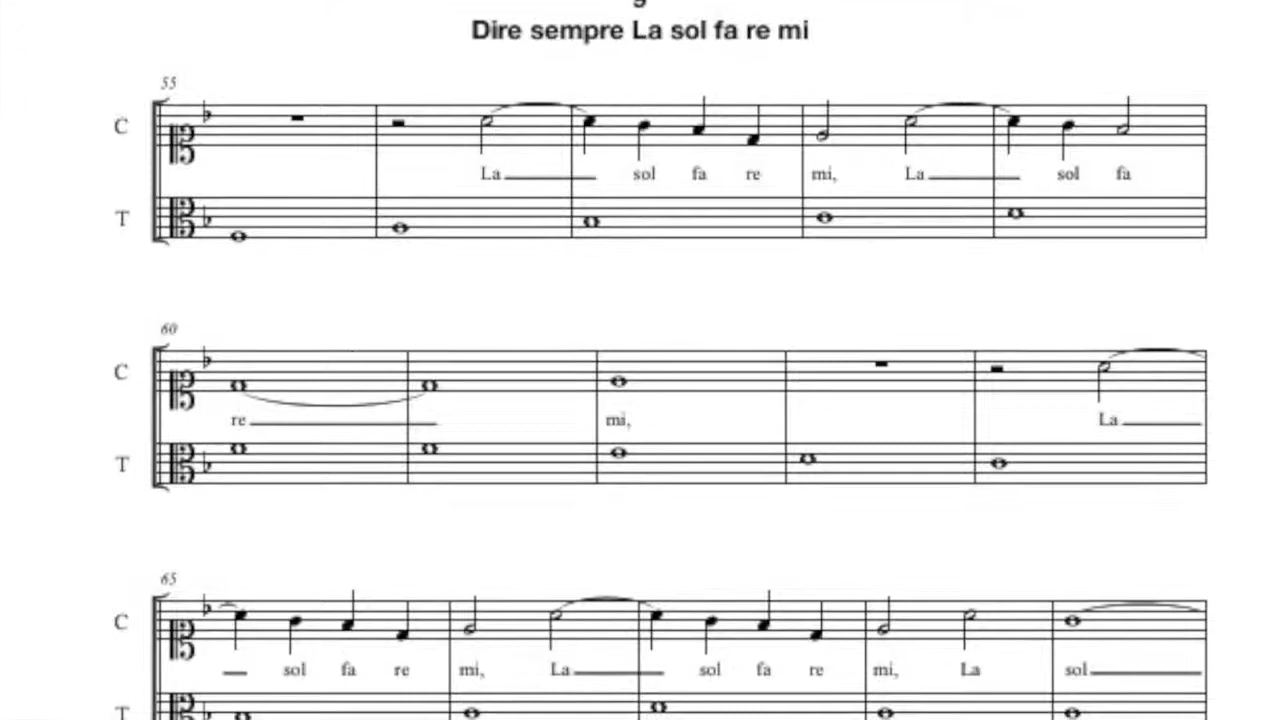 Dire sempre La sol fa re mi
55
C
La sol fa re mi, La sol fa
T
60
C
re mi, La
T
65
C
sol fa re mi, La sol fa re mi, La sol
T